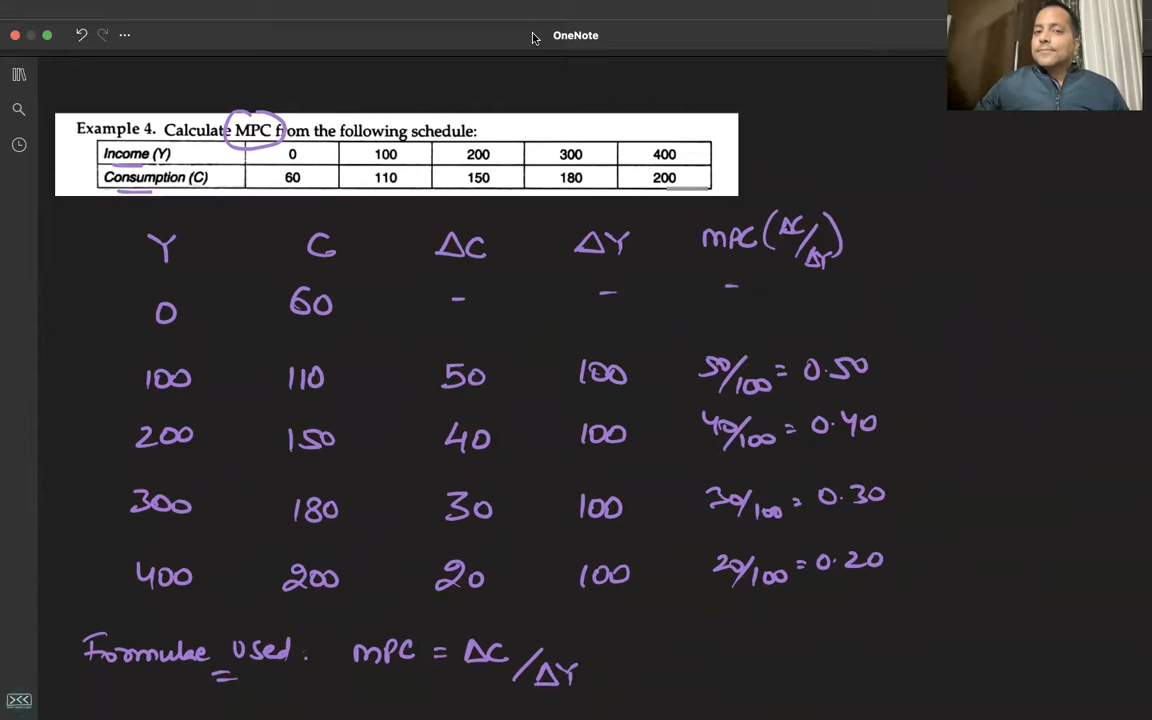 OneNote
Example 4. Calculate MPC from the following schedule:
Income (Y) 0 100 200 300 400
Consumption (C) 60 110 150 180 200
Y C ΔC ΔY MPC (ΔC/ΔY)
0 60 - - -
100 110 50 100 50/100 = 0.50
200 150 40 100 40/100 = 0.40
300 180 30 100 30/100 = 0.30
400 200 20 100 20/100 = 0.20
Formulae used: MPC = ΔC/ΔY